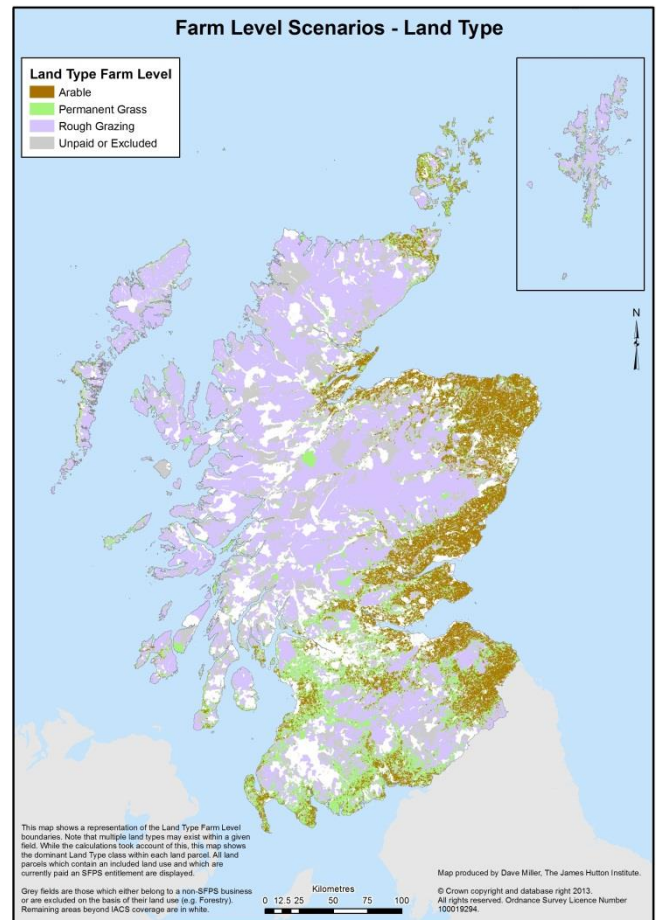 Farm Level Scenarios - Land Type
Land Type Farm Level
Arable
Permanent Grass
Rough Grazing
Unpaid or Excluded
N
This map shows a representation of the Land Type Farm Level
boundaries. Note that multiple land types may exist within a given
field. While the calculations took account of this, this map shows
the dominant Land Type class within each land parcel. All land
parcels which contain an included land use and which are
currently paid an SFPS entitlement are displayed.
Grey fields are those which either belong to a non-SFPS business
or are excluded on the basis of their land use (e.g. Forestry).
Remaining areas beyond IACS coverage are in white.
Kilometres
0 12.5 25 50 75 100
Map produced by Dave Miller, The James Hutton Institute.
© Crown copyright and database right 2013.
All rights reserved. Ordnance Survey Licence Number
100019294.